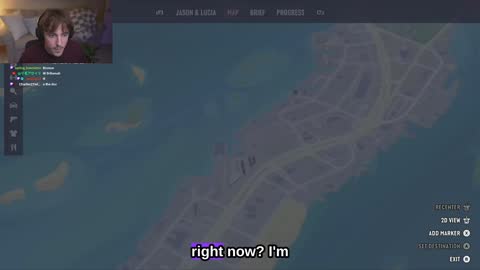 JASON & LUCIA MAP BRIEF PROGRESS
RECENTER
2D VIEW
ADD MARKER
SET DESTINATION
EXIT
right now? I'm